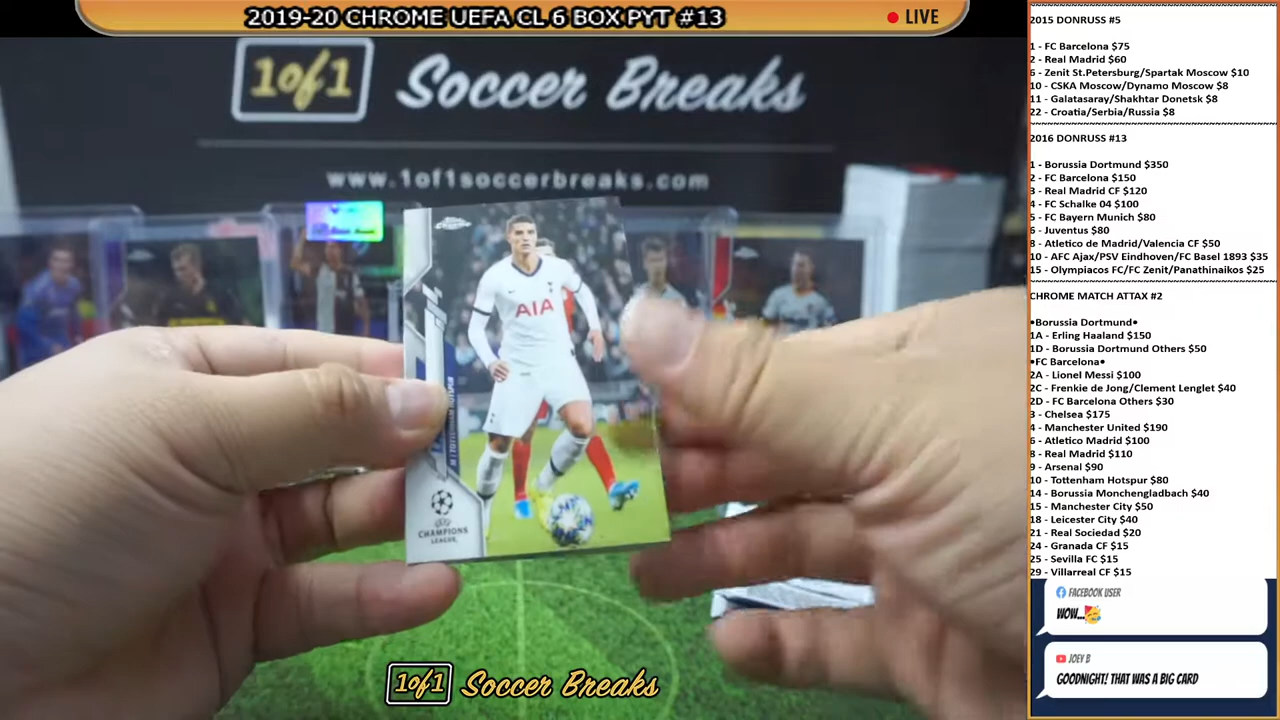 2019-20 CHROME UEFA CL 6 BOX PYT #13
LIVE
1of1 Soccer Breaks
www.1of1soccerbreaks.com
AIA
TOTTENHAM HOTSPUR
UEFA
CHAMPIONS
LEAGUE
1of1 Soccer Breaks
2015 DONRUSS #5
1 - FC Barcelona $75
2 - Real Madrid $60
6 - Zenit St.Petersburg/Spartak Moscow $10
10 - CSKA Moscow/Dynamo Moscow $8
11 - Galatasaray/Shakhtar Donetsk $8
22 - Croatia/Serbia/Russia $8
2016 DONRUSS #13
1 - Borussia Dortmund $350
2 - FC Barcelona $150
3 - Real Madrid CF $120
4 - FC Schalke 04 $100
5 - FC Bayern Munich $80
6 - Juventus $80
8 - Atletico de Madrid/Valencia CF $50
10 - AFC Ajax/PSV Eindhoven/FC Basel 1893 $35
15 - Olympiacos FC/FC Zenit/Panathinaikos $25
CHROME MATCH ATTAX #2
•Borussia Dortmund•
1A - Erling Haaland $150
1D - Borussia Dortmund Others $50
•FC Barcelona•
2A - Lionel Messi $100
2C - Frenkie de Jong/Clement Lenglet $40
2D - FC Barcelona Others $30
3 - Chelsea $175
4 - Manchester United $190
6 - Atletico Madrid $100
8 - Real Madrid $110
9 - Arsenal $90
10 - Tottenham Hotspur $80
14 - Borussia Monchengladbach $40
15 - Manchester City $50
18 - Leicester City $40
21 - Real Sociedad $20
24 - Granada CF $15
25 - Sevilla FC $15
29 - Villarreal CF $15
FACEBOOK USER
WOW...🥳
JOEY B
GOODNIGHT! THAT WAS A BIG CARD